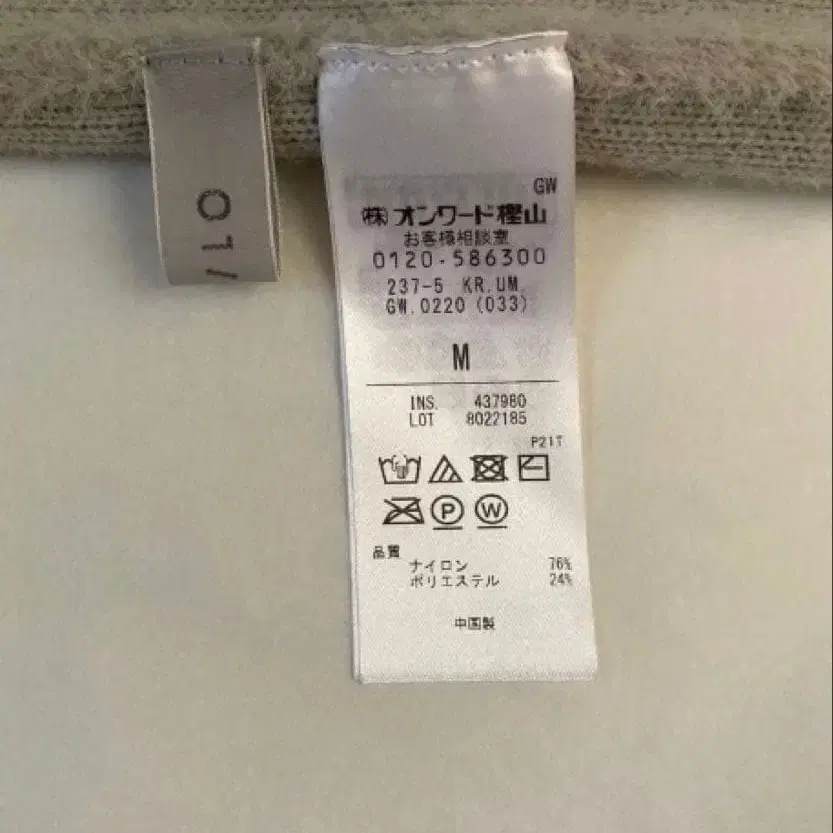 GW
㈱オンワード樫山
お客様相談室
0120-586300
237-5 KR.UM.
GW.0220 (033)
M
INS. 437980
LOT 8022185
P21T
P W
品質
ナイロン 76%
ポリエステル 24%
中国製